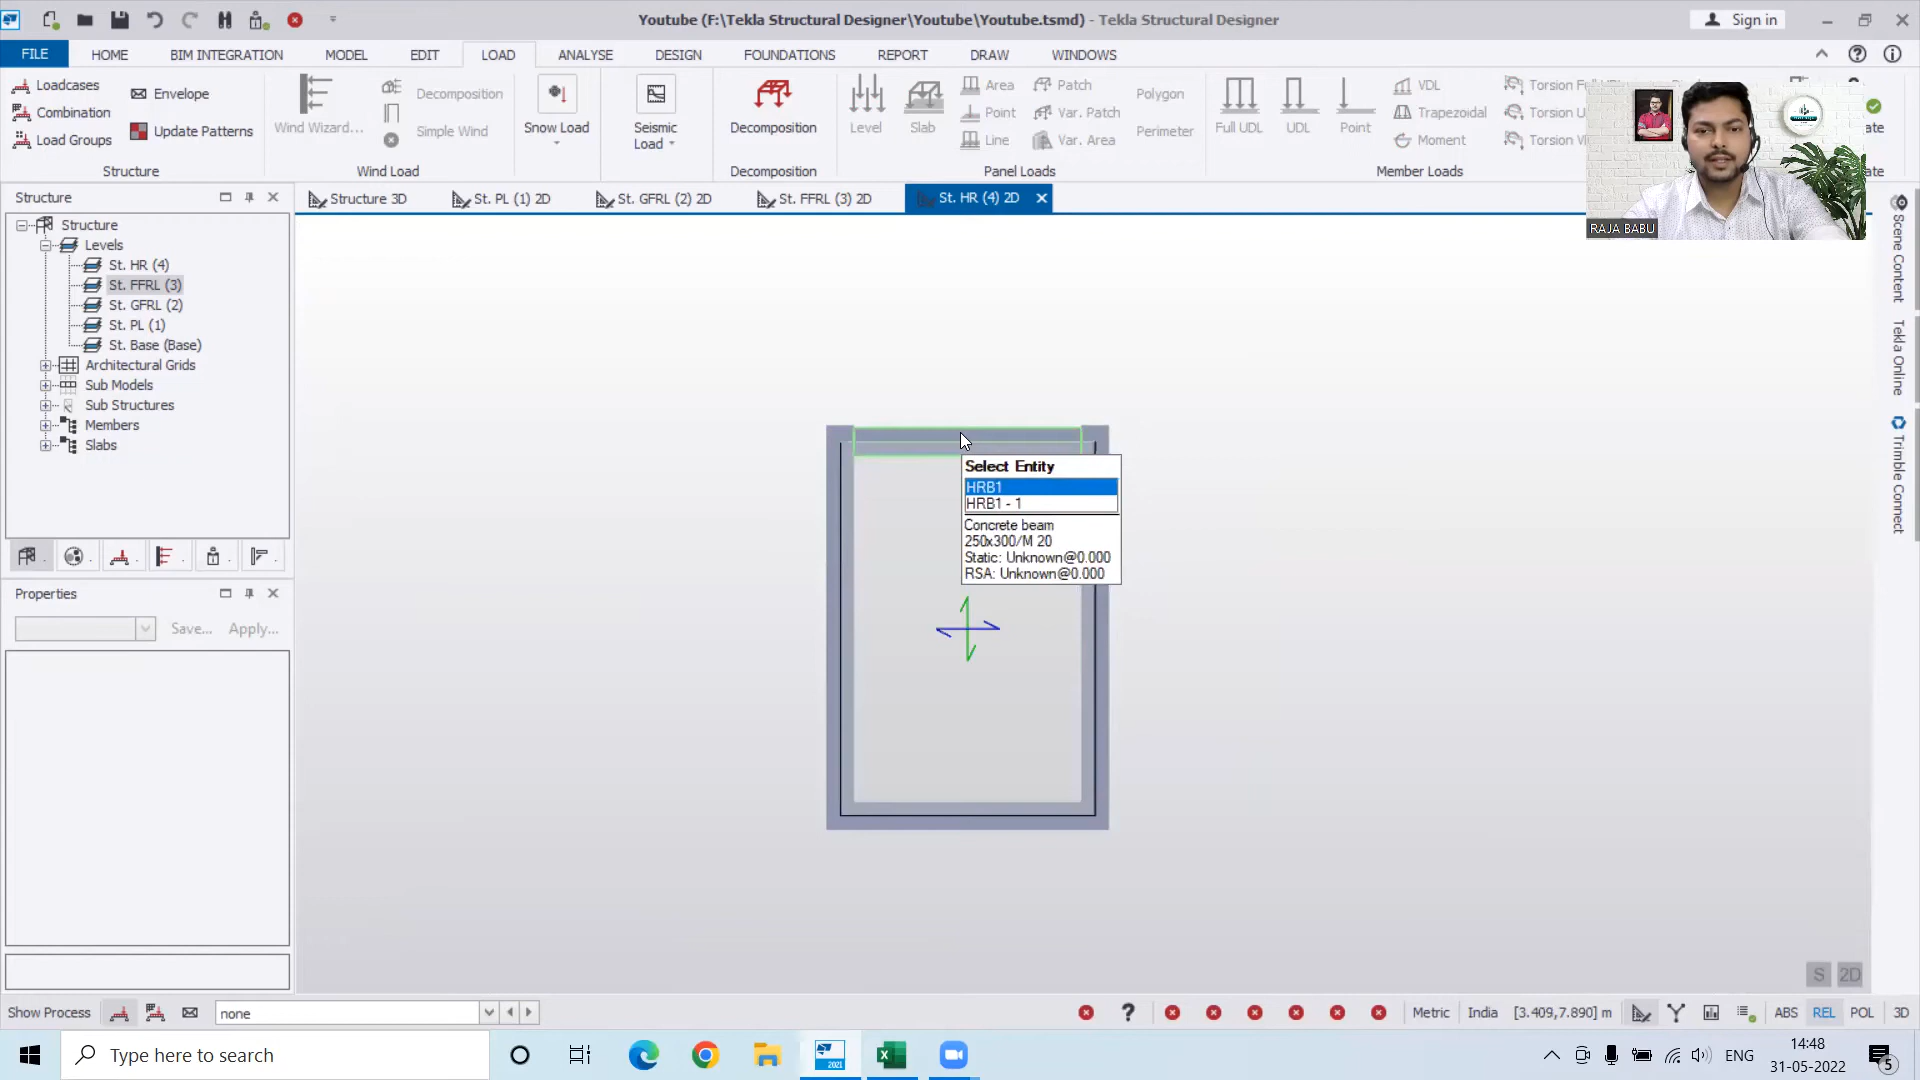 Youtube (F:\Tekla Structural Designer\Youtube\Youtube.tsmd) - Tekla Structural Designer
Sign in
FILE
HOME
BIM INTEGRATION
MODEL
EDIT
LOAD
ANALYSE
DESIGN
FOUNDATIONS
REPORT
DRAW
WINDOWS
Loadcases
Combination
Load Groups
Envelope
Update Patterns
Structure
Wind Wizard...
Decomposition
Simple Wind
Wind Load
Snow Load
Seismic
Load
Decomposition
Decomposition
Level
Slab
Area
Point
Line
Patch
Var. Patch
Var. Area
Polygon
Perimeter
Panel Loads
Full UDL
UDL
Point
VDL
Trapezoidal
Moment
Torsion Fu
Torsion U
Torsion V
Member Loads
ate
ate
RAJA BABU
Structure
Structure 3D
St. PL (1) 2D
St. GFRL (2) 2D
St. FFRL (3) 2D
St. HR (4) 2D
Structure
Levels
St. HR (4)
St. FFRL (3)
St. GFRL (2)
St. PL (1)
St. Base (Base)
Architectural Grids
Sub Models
Sub Structures
Members
Slabs
Properties
Save...
Apply...
Select Entity
HRB1
HRB1 - 1
Concrete beam
250x300/M 20
Static: Unknown@0.000
RSA: Unknown@0.000
Scene Content
Tekla Online
Trimble Connect
S 2D
Show Process
none
Metric
India
[3.409,7.890] m
ABS
REL
POL
3D
Type here to search
2021
ENG
14:48
31-05-2022
5